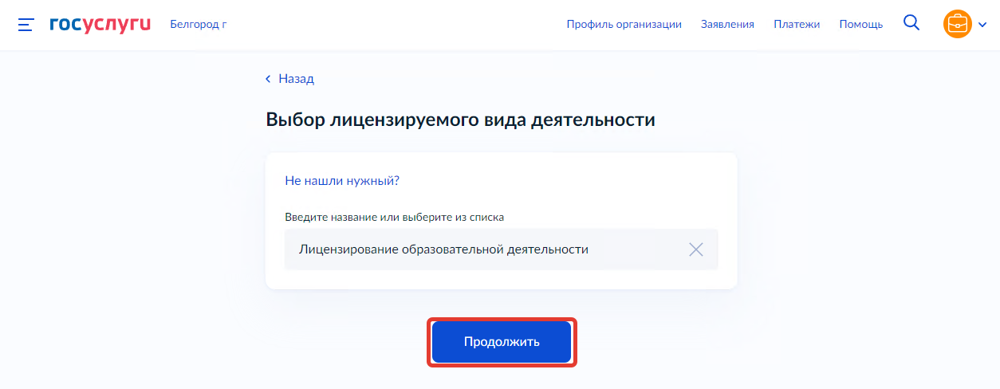 госуслуги Белгород г Профиль организации Заявления Платежи Помощь
Назад
Выбор лицензируемого вида деятельности
Не нашли нужный?
Введите название или выберите из списка
Лицензирование образовательной деятельности
Продолжить